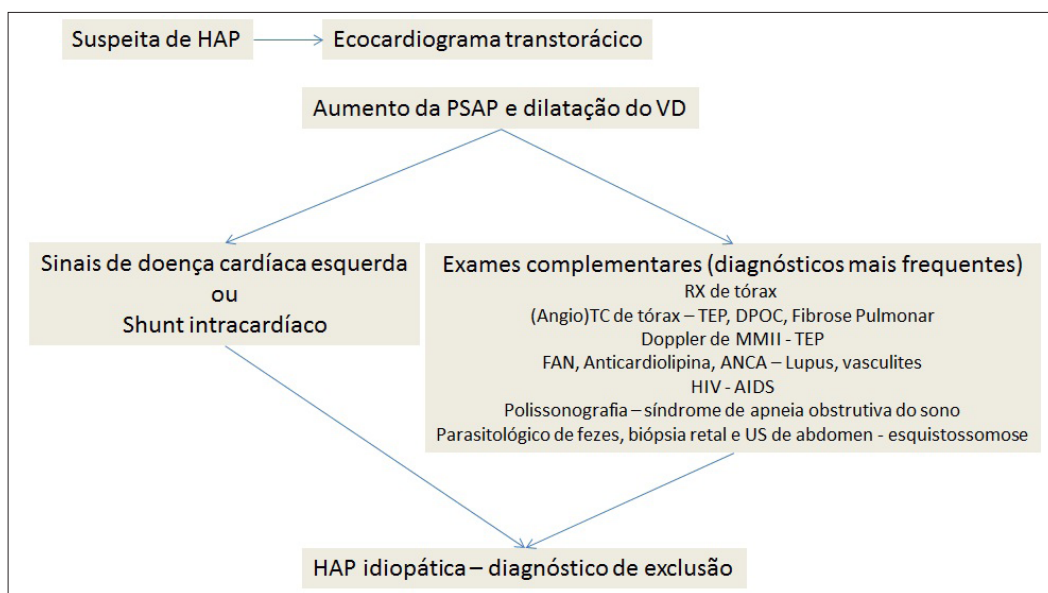 Suspeita de HAP
Ecocardiograma transtorácico
Aumento da PSAP e dilatação do VD
Sinais de doença cardíaca esquerda
ou
Shunt intracardíaco
Exames complementares (diagnósticos mais frequentes)
RX de tórax
(Angio)TC de tórax – TEP, DPOC, Fibrose Pulmonar
Doppler de MMII - TEP
FAN, Anticardiolipina, ANCA – Lupus, vasculites
HIV - AIDS
Polissonografia – síndrome de apneia obstrutiva do sono
Parasitológico de fezes, biópsia retal e US de abdomen - esquistossomose
HAP idiopática – diagnóstico de exclusão